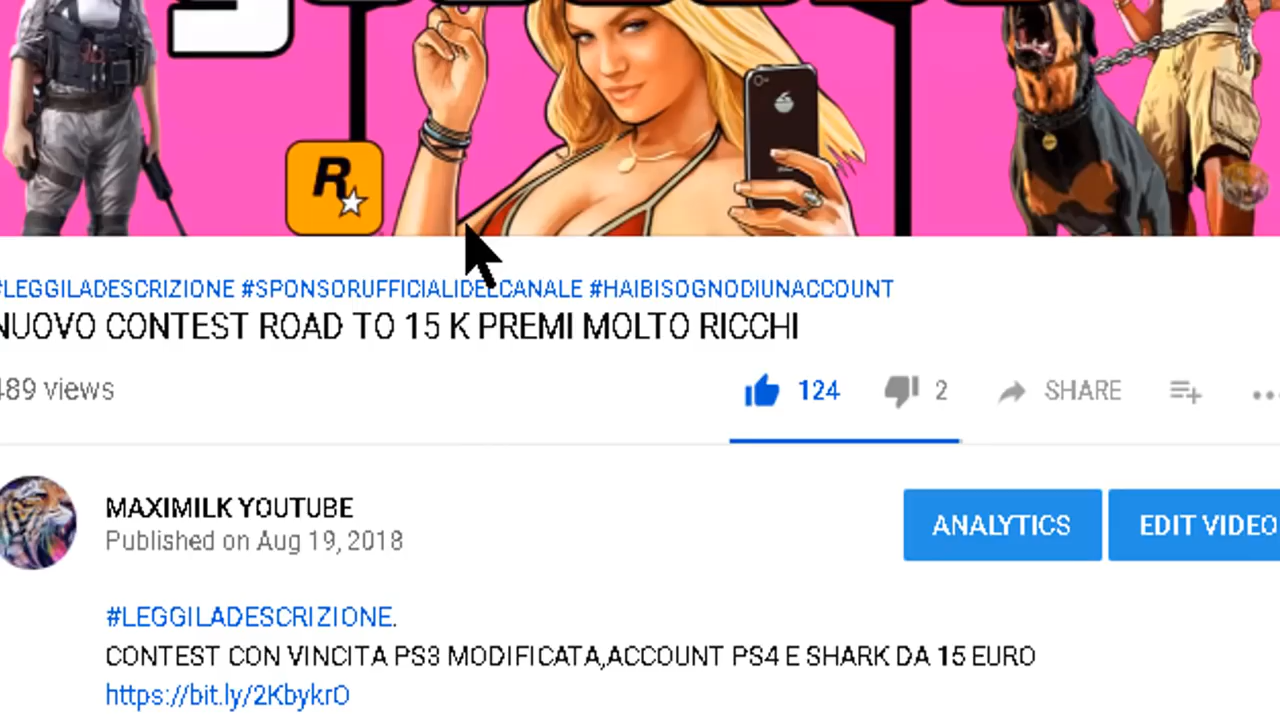 R
#LEGGILADESCRIZIONE #SPONSORUFFICIALIDELCANALE #HAIBISOGNODIUNACCOUNT
NUOVO CONTEST ROAD TO 15 K PREMI MOLTO RICCHI
489 views
124 2 SHARE
MAXIMILK YOUTUBE
Published on Aug 19, 2018
ANALYTICS EDIT VIDEO
#LEGGILADESCRIZIONE.
CONTEST CON VINCITA PS3 MODIFICATA,ACCOUNT PS4 E SHARK DA 15 EURO
https://bit.ly/2KbykrO